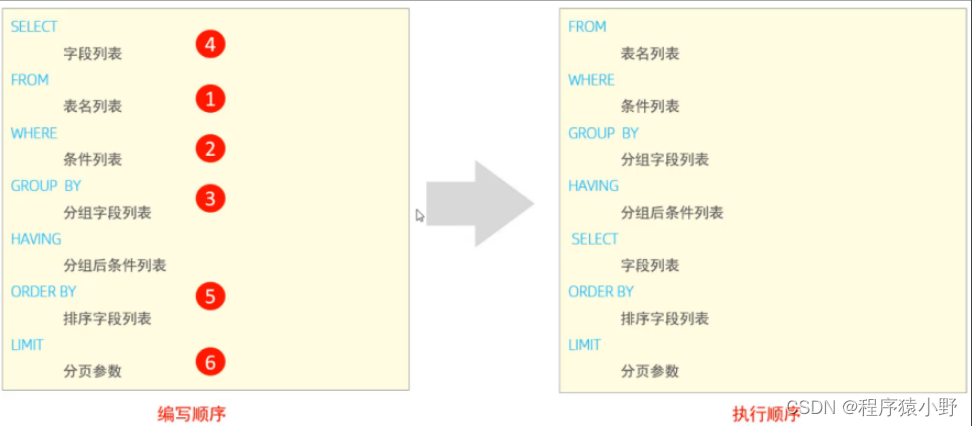 SELECT
字段列表
4
FROM
表名列表
1
WHERE
条件列表
2
GROUP BY
分组字段列表
3
HAVING
分组后条件列表
ORDER BY
排序字段列表
5
LIMIT
分页参数
6
编写顺序
FROM
表名列表
WHERE
条件列表
GROUP BY
分组字段列表
HAVING
分组后条件列表
SELECT
字段列表
ORDER BY
排序字段列表
LIMIT
分页参数
执行顺序
CSDN @程序猿小野